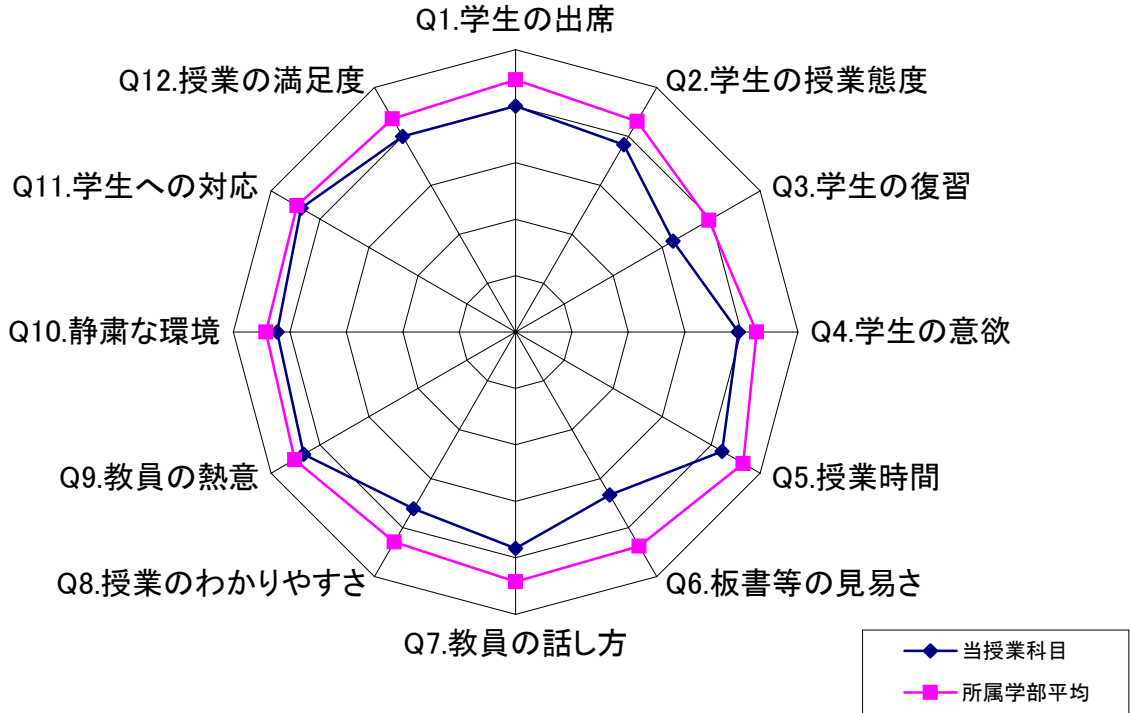 Q1.学生の出席
Q2.学生の授業態度
Q3.学生の復習
Q4.学生の意欲
Q5.授業時間
Q6.板書等の見易さ
Q7.教員の話し方
Q8.授業のわかりやすさ
Q9.教員の熱意
Q10.静粛な環境
Q11.学生への対応
Q12.授業の満足度
当授業科目
所属学部平均